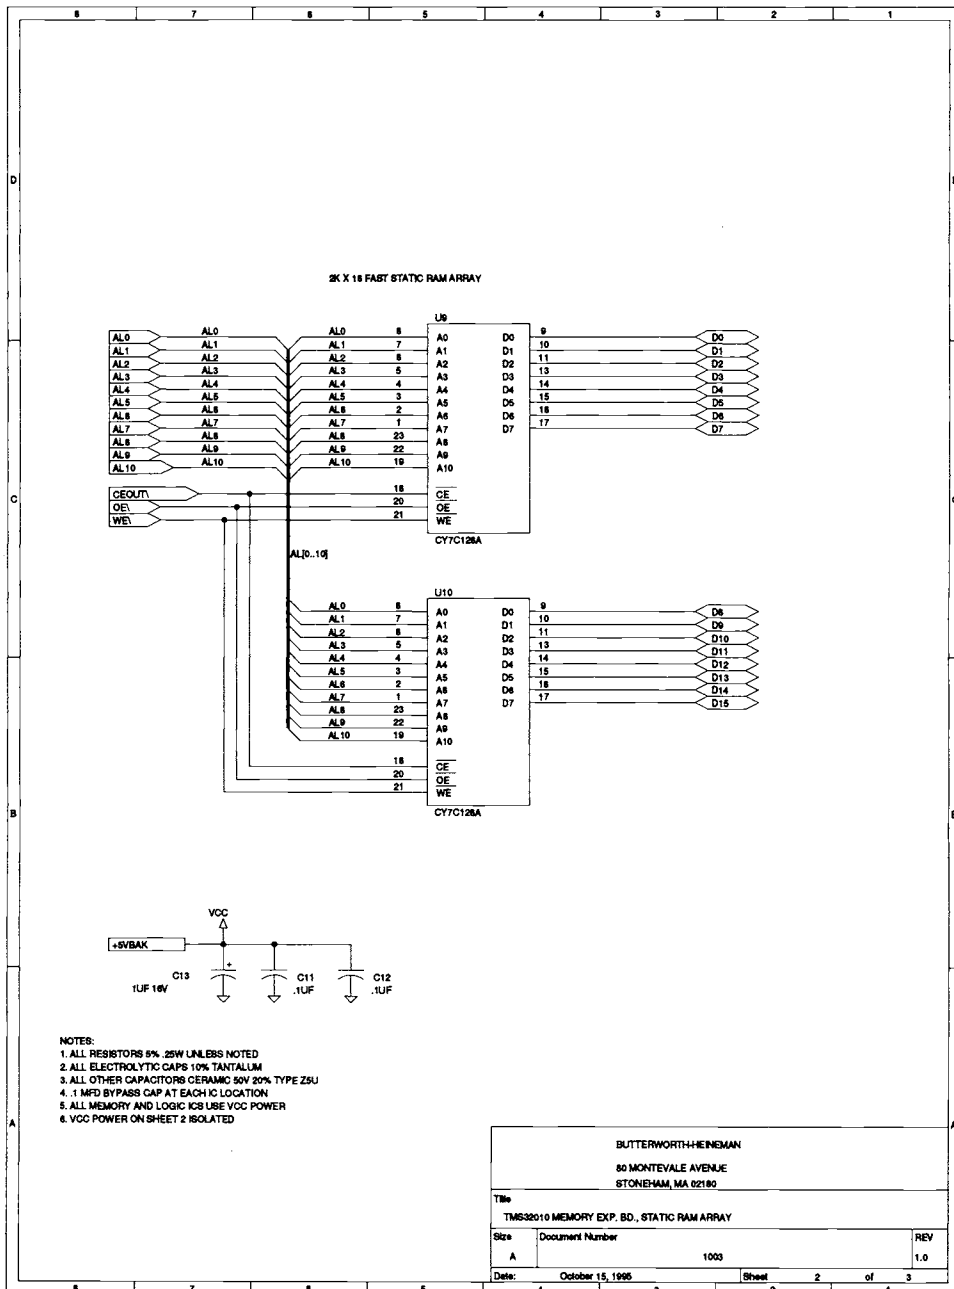 8 7 6 5 4 3 2 1
D
2K X 16 FAST STATIC RAM ARRAY
U9
AL0 AL0 AL0 8 A0 D0 9 D0
AL1 AL1 AL1 7 A1 D1 10 D1
AL2 AL2 AL2 6 A2 D2 11 D2
AL3 AL3 AL3 5 A3 D3 13 D3
AL4 AL4 AL4 4 A4 D4 14 D4
AL5 AL5 AL5 3 A5 D5 15 D5
AL6 AL6 AL6 2 A6 D6 16 D6
AL7 AL7 AL7 1 A7 D7 17 D7
AL8 AL8 AL8 23 A8
AL9 AL9 AL9 22 A9
AL10 AL10 AL10 19 A10
C
CEOUT\ 18 CE
OE\ 20 OE
WE\ 21 WE
CY7C128A
AL[0..10]
U10
AL0 8 A0 D0 9 D8
AL1 7 A1 D1 10 D9
AL2 6 A2 D2 11 D10
AL3 5 A3 D3 13 D11
AL4 4 A4 D4 14 D12
AL5 3 A5 D5 15 D13
AL6 2 A6 D6 16 D14
AL7 1 A7 D7 17 D15
AL8 23 A8
AL9 22 A9
AL10 19 A10
18 CE
20 OE
21 WE
CY7C128A
B
VCC
+5VBAK
C13 + C11 C12
1UF 16V .1UF .1UF
NOTES:
1. ALL RESISTORS 5% .25W UNLESS NOTED
2. ALL ELECTROLYTIC CAPS 10% TANTALUM
3. ALL OTHER CAPACITORS CERAMIC 50V 20% TYPE Z5U
4. .1 MFD BYPASS CAP AT EACH IC LOCATION
5. ALL MEMORY AND LOGIC ICS USE VCC POWER
6. VCC POWER ON SHEET 2 ISOLATED
A A
BUTTERWORTH-HEINEMAN
80 MONTEVALE AVENUE
STONEHAM, MA 02180
Title
TMS32010 MEMORY EXP. BD., STATIC RAM ARRAY
Size Document Number REV
A 1003 1.0
Date: October 15, 1995 Sheet 2 of 3